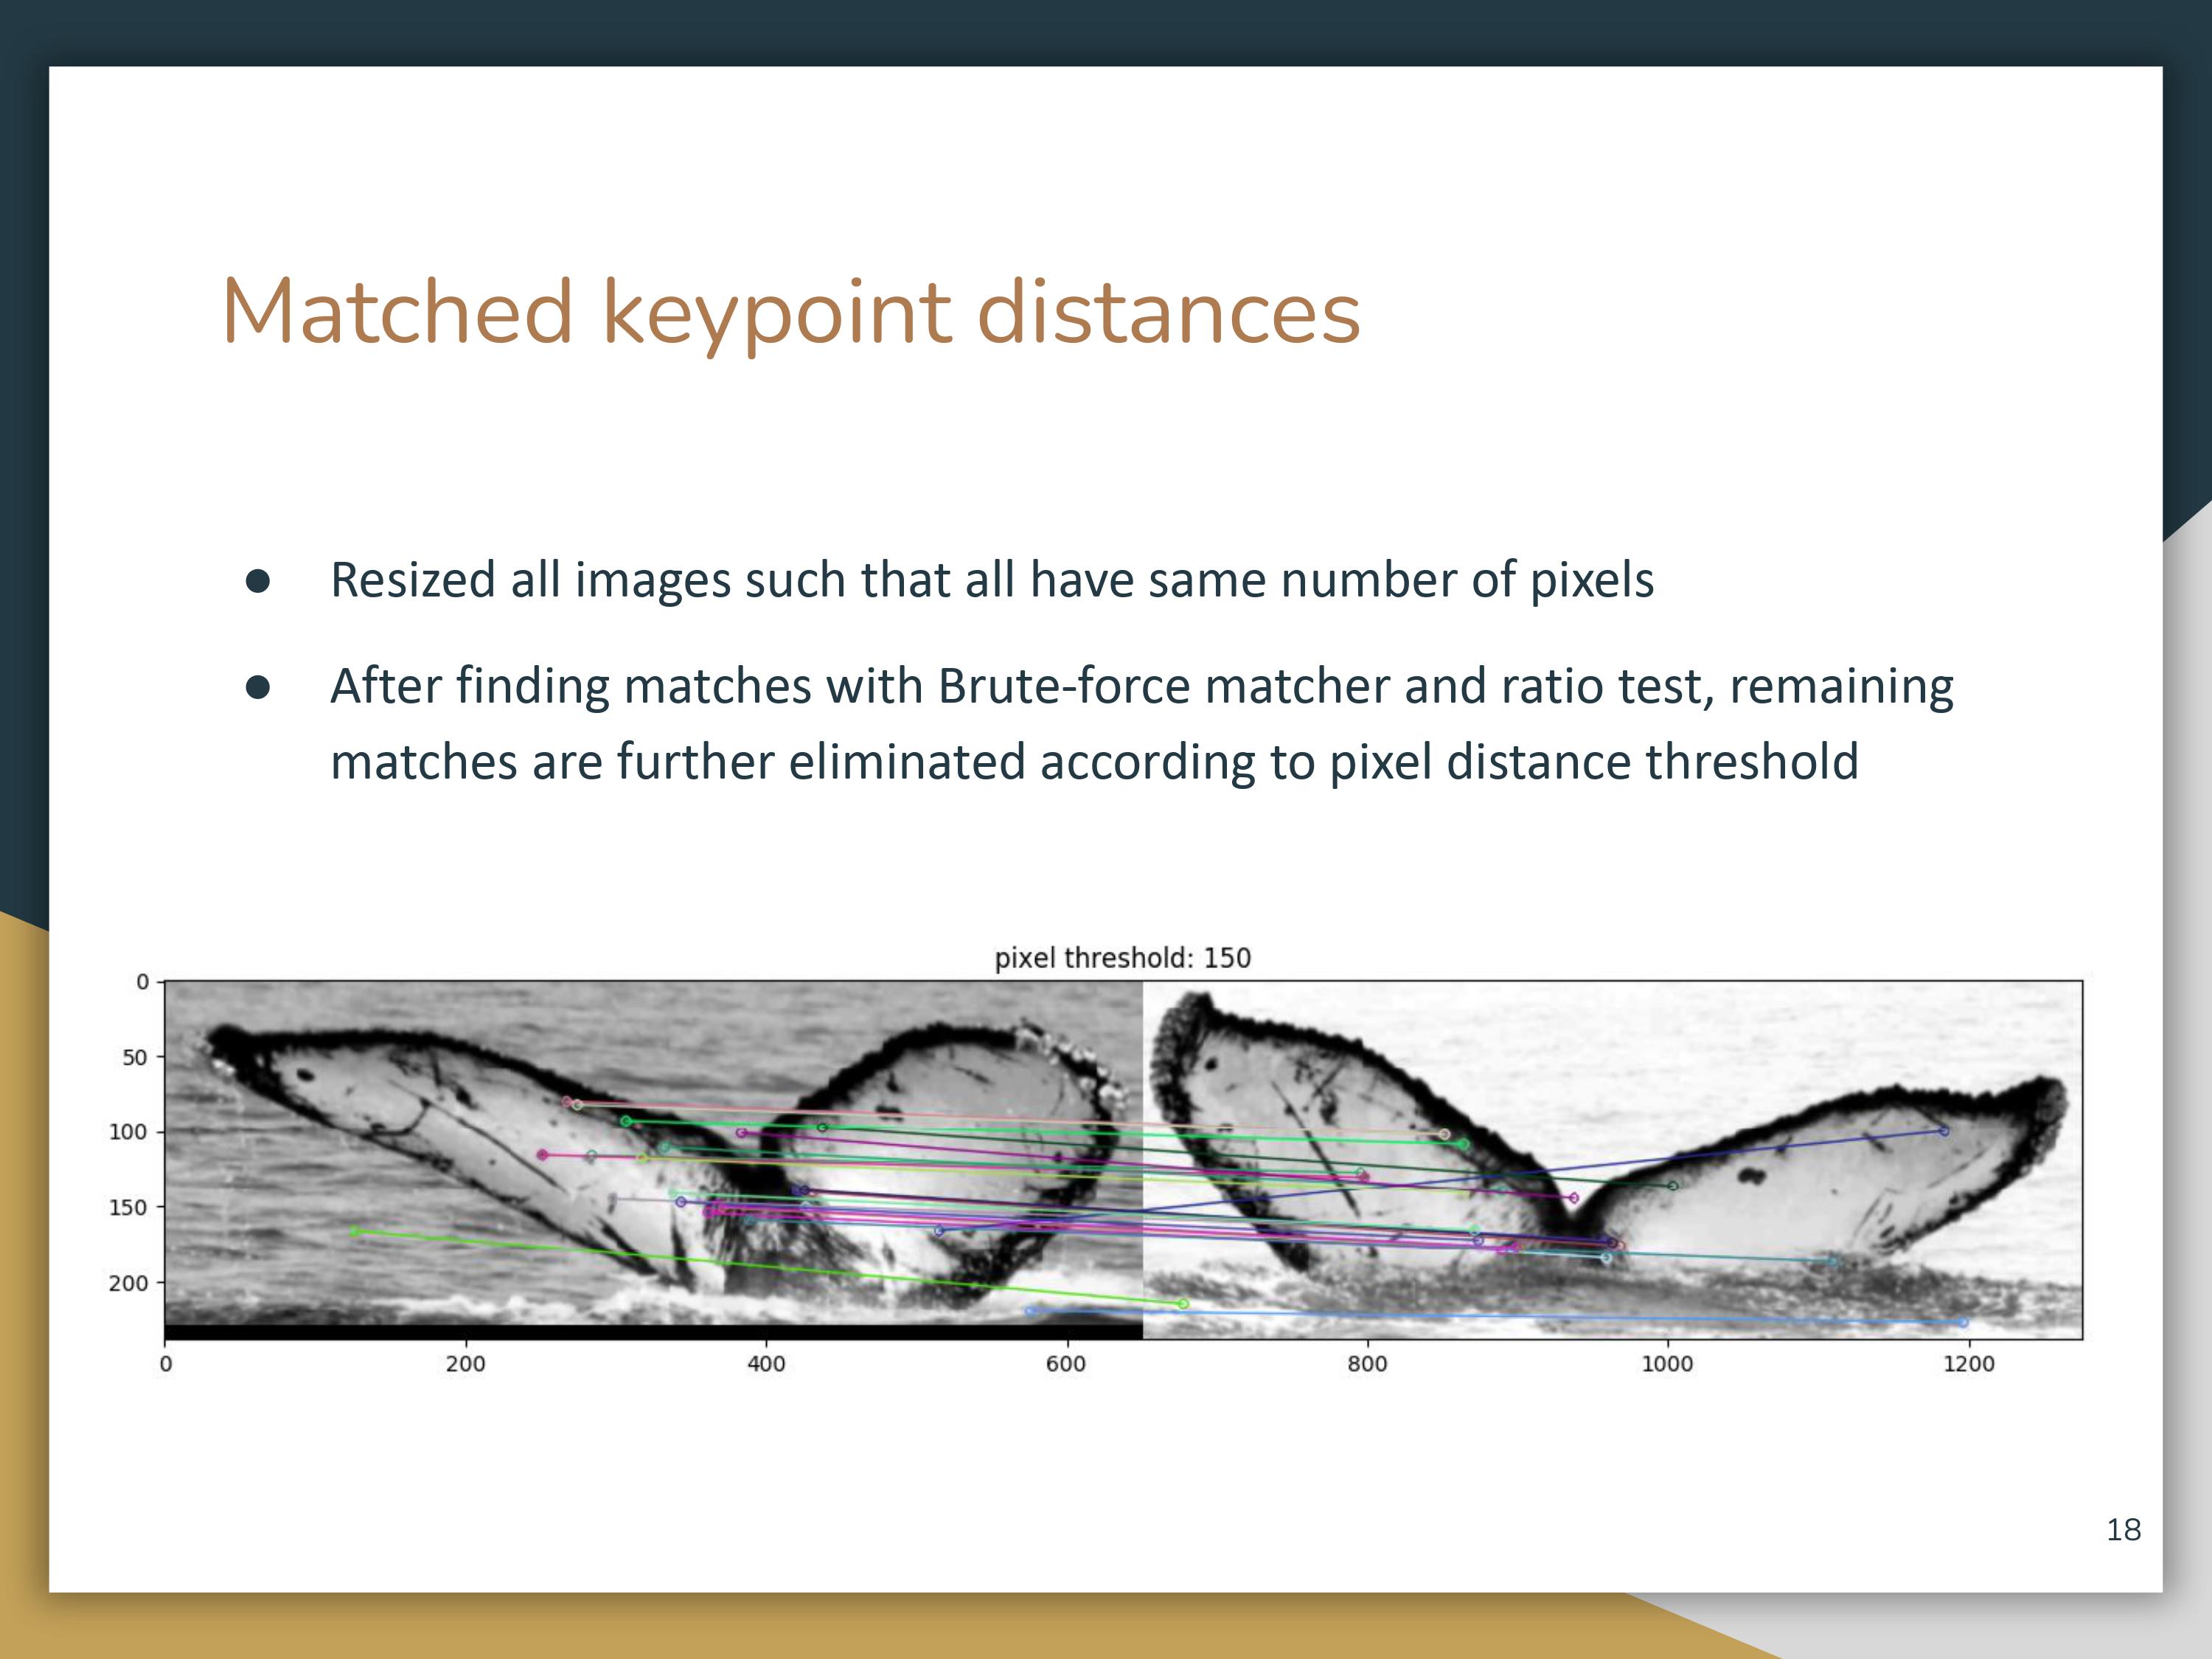 Matched keypoint distances
● Resized all images such that all have same number of pixels
● After finding matches with Brute-force matcher and ratio test, remaining
matches are further eliminated according to pixel distance threshold
pixel threshold: 150
0
50
100
150
200
0 200 400 600 800 1000 1200
18